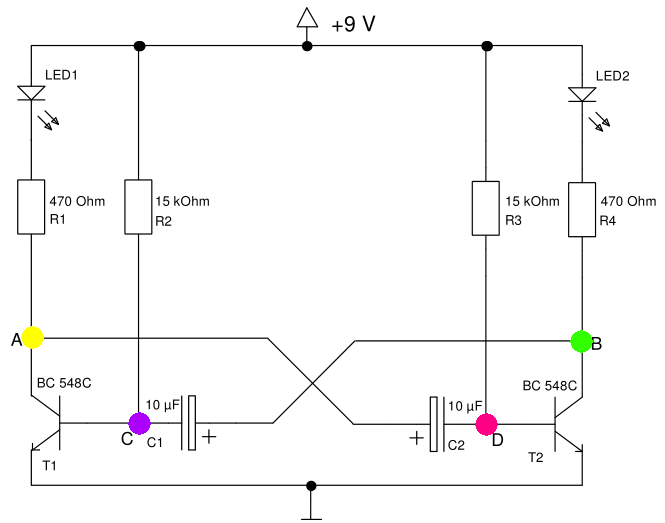 +9 V
LED1
LED2
470 Ohm
R1
15 kOhm
R2
15 kOhm
R3
470 Ohm
R4
A
B
BC 548C
10 µF
10 µF
BC 548C
C
C1
+
+
C2
D
T1
T2